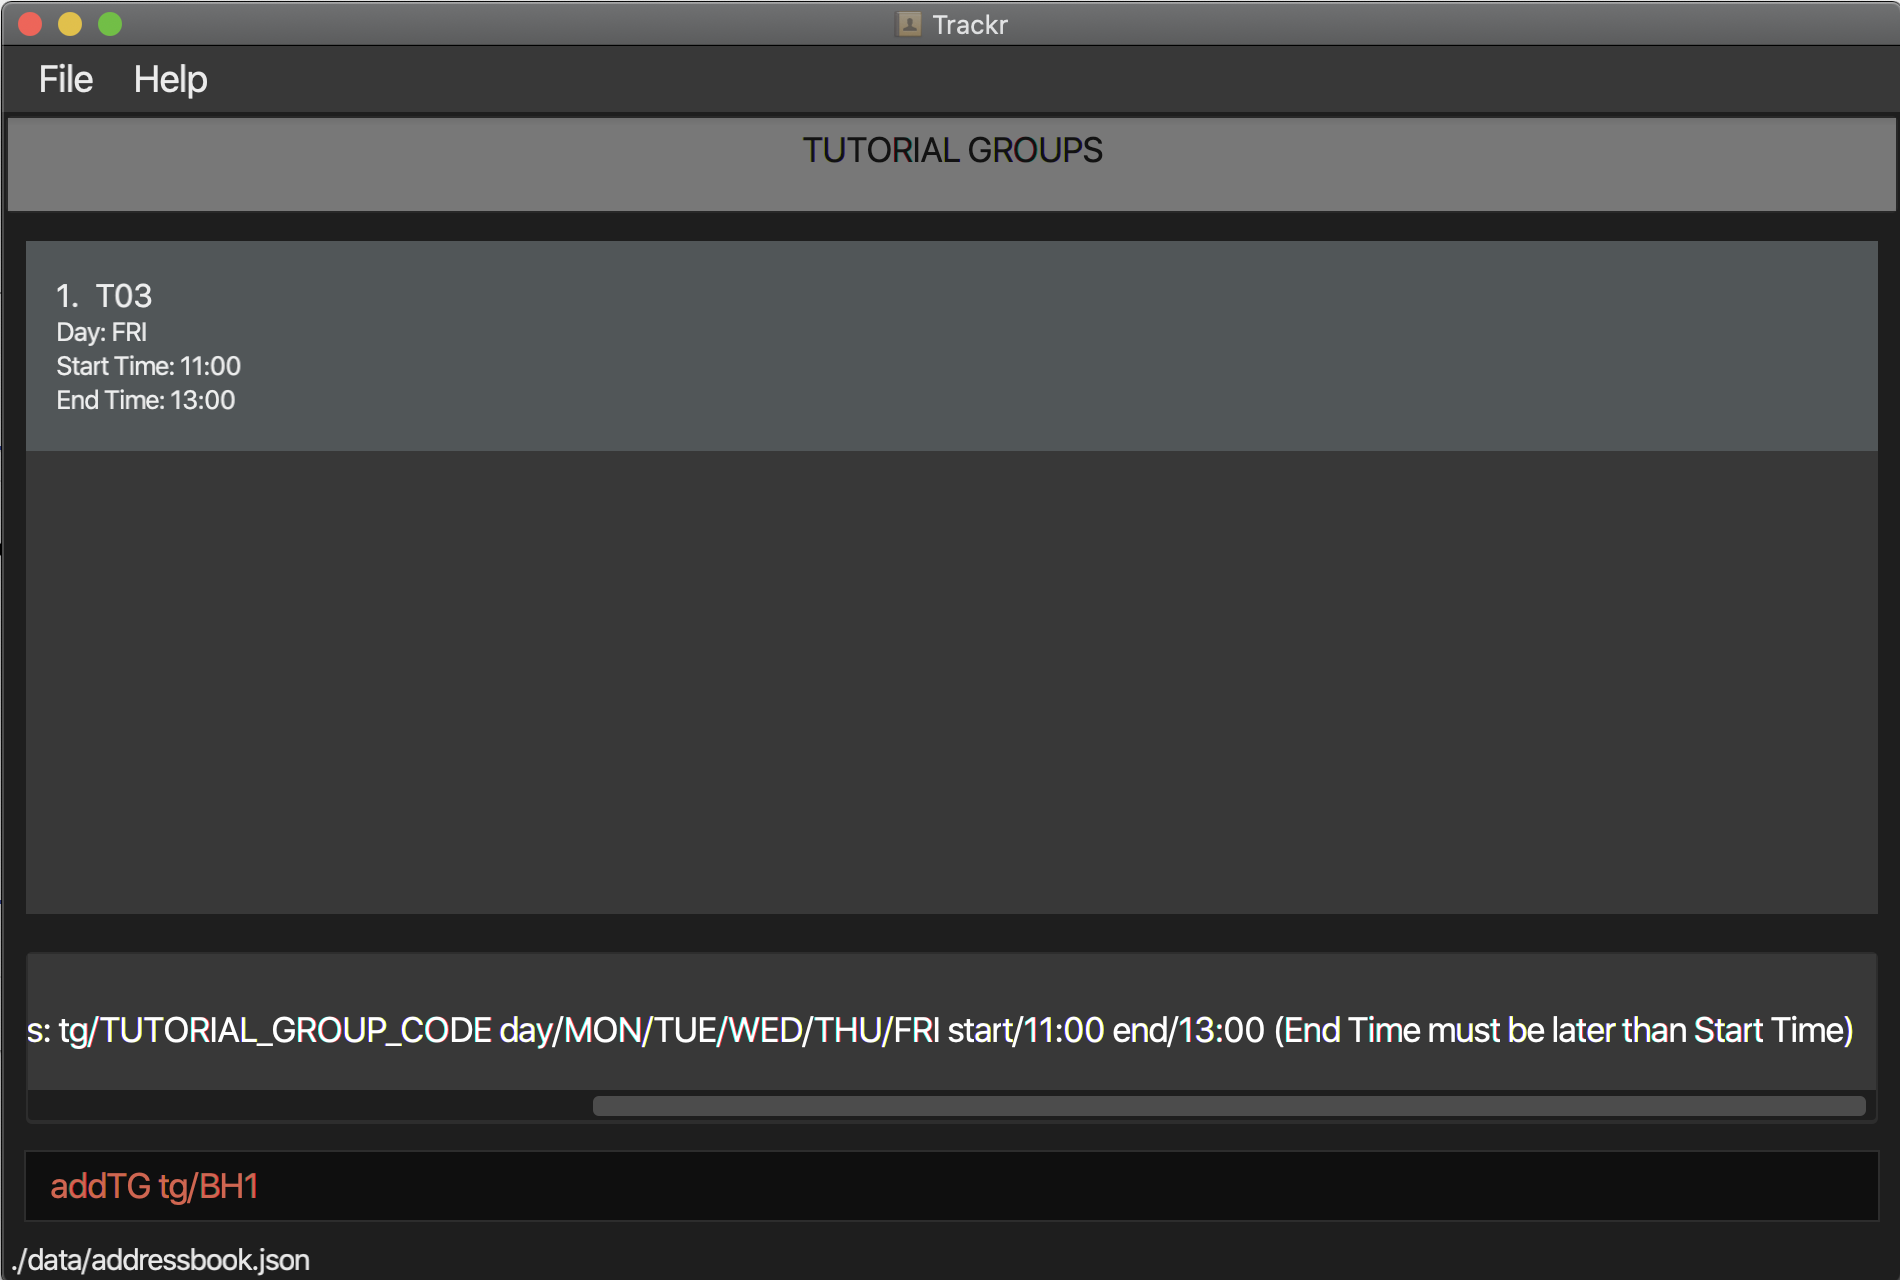 Trackr
File Help
TUTORIAL GROUPS
1. T03
Day: FRI
Start Time: 11:00
End Time: 13:00
s: tg/TUTORIAL_GROUP_CODE day/MON/TUE/WED/THU/FRI start/11:00 end/13:00 (End Time must be later than Start Time)
addTG tg/BH1
./data/addressbook.json